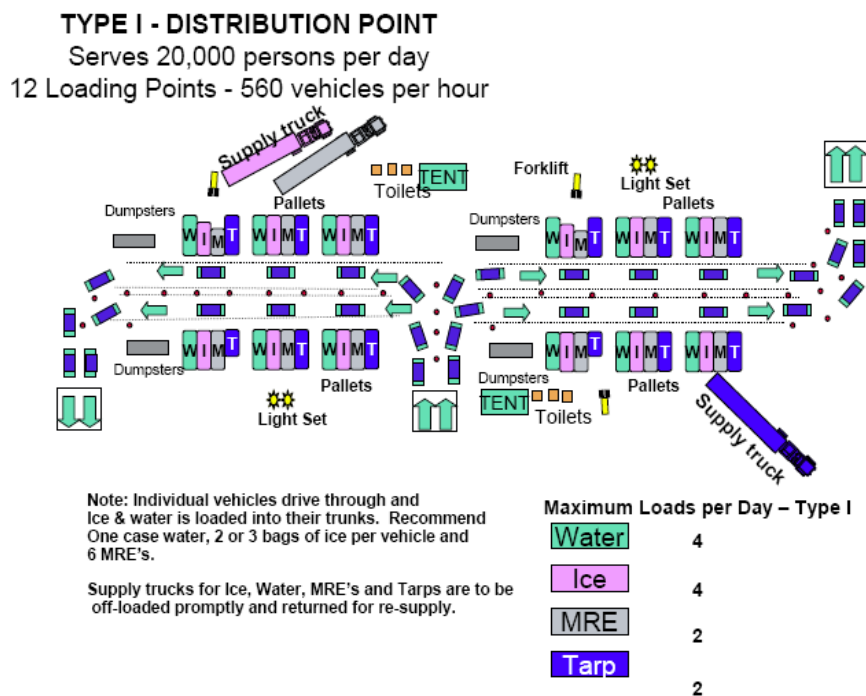 TYPE I - DISTRIBUTION POINT
Serves 20,000 persons per day
12 Loading Points - 560 vehicles per hour
Supply truck
Toilets
TENT
Forklift
Light Set
Dumpsters
Pallets
Dumpsters
Pallets
W I M T W I M T W I M T
W I M T W I M T W I M T
W I M T W I M T W I M T
W I M T W I M T W I M T
Dumpsters
Pallets
Dumpsters
Pallets
Light Set
TENT
Toilets
Supply truck
Note: Individual vehicles drive through and
Ice & water is loaded into their trunks. Recommend
One case water, 2 or 3 bags of ice per vehicle and
6 MRE's.
Supply trucks for Ice, Water, MRE's and Tarps are to be
off-loaded promptly and returned for re-supply.
Maximum Loads per Day – Type I
Water 4
Ice 4
MRE 2
Tarp 2